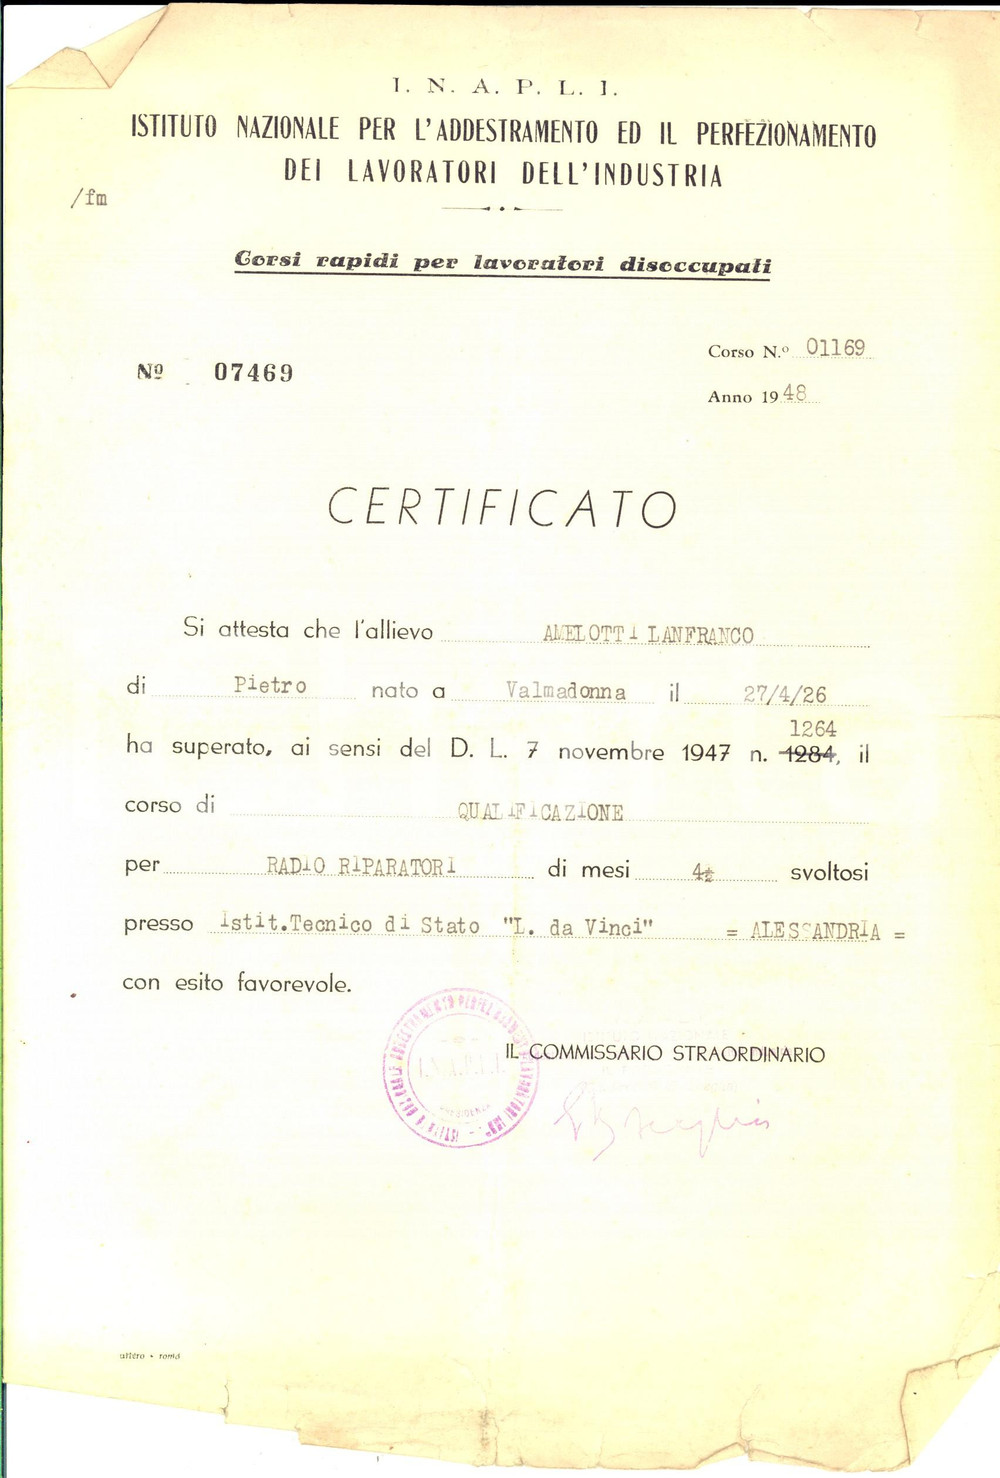 I. N. A. P. L. I.
ISTITUTO NAZIONALE PER L'ADDESTRAMENTO ED IL PERFEZIONAMENTO
DEI LAVORATORI DELL'INDUSTRIA
/fm
Corsi rapidi per lavoratori disoccupati
Corso N.º 01169
Nº 07469
Anno 1948
CERTIFICATO
Si attesta che l'allievo AMELOTTI LANFRANCO
di Pietro nato a Valmadonna il 27/4/26
1264
ha superato, ai sensi del D. L. 7 novembre 1947 n. 1284, il
corso di QUALIFICAZIONE
per RADIO RIPARATORI di mesi 4½ svoltosi
presso Istit.Tecnico di Stato "L. da Vinci" = ALESSANDRIA =
con esito favorevole.
IL COMMISSARIO STRAORDINARIO
I.N.A.P.L.I.
PRESIDENZA